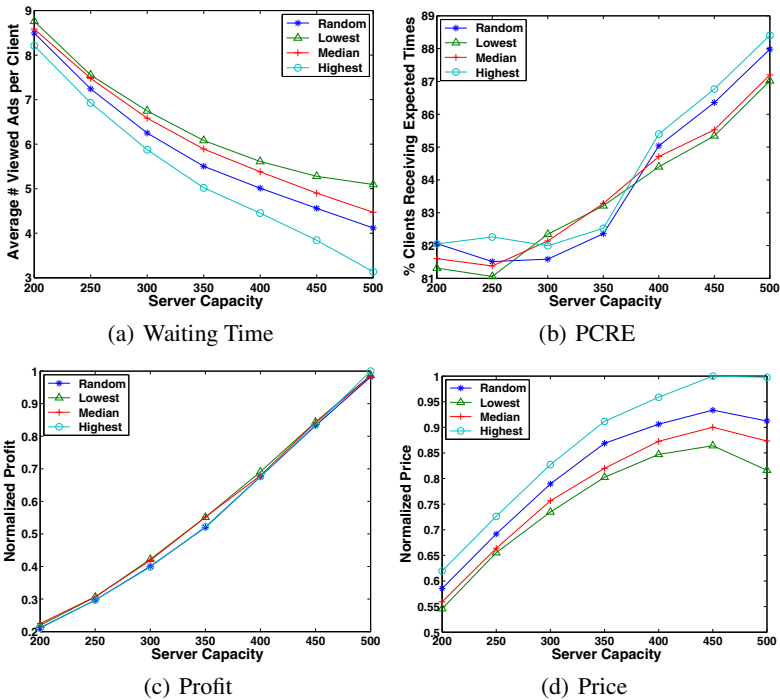 9
8
7
6
5
4
3
Average # Viewed Ads per Client
Random
Lowest
Median
Highest
200 250 300 350 400 450 500
Server Capacity
(a) Waiting Time
89
88
87
86
85
84
83
82
81
% Clients Receiving Expected Times
Random
Lowest
Median
Highest
200 250 300 350 400 450 500
Server Capacity
(b) PCRE
1
0.9
0.8
0.7
0.6
0.5
0.4
0.3
0.2
Normalized Profit
Random
Lowest
Median
Highest
200 250 300 350 400 450 500
Server Capacity
(c) Profit
1
0.95
0.9
0.85
0.8
0.75
0.7
0.65
0.6
0.55
0.5
Normalized Price
Random
Lowest
Median
Highest
200 250 300 350 400 450 500
Server Capacity
(d) Price